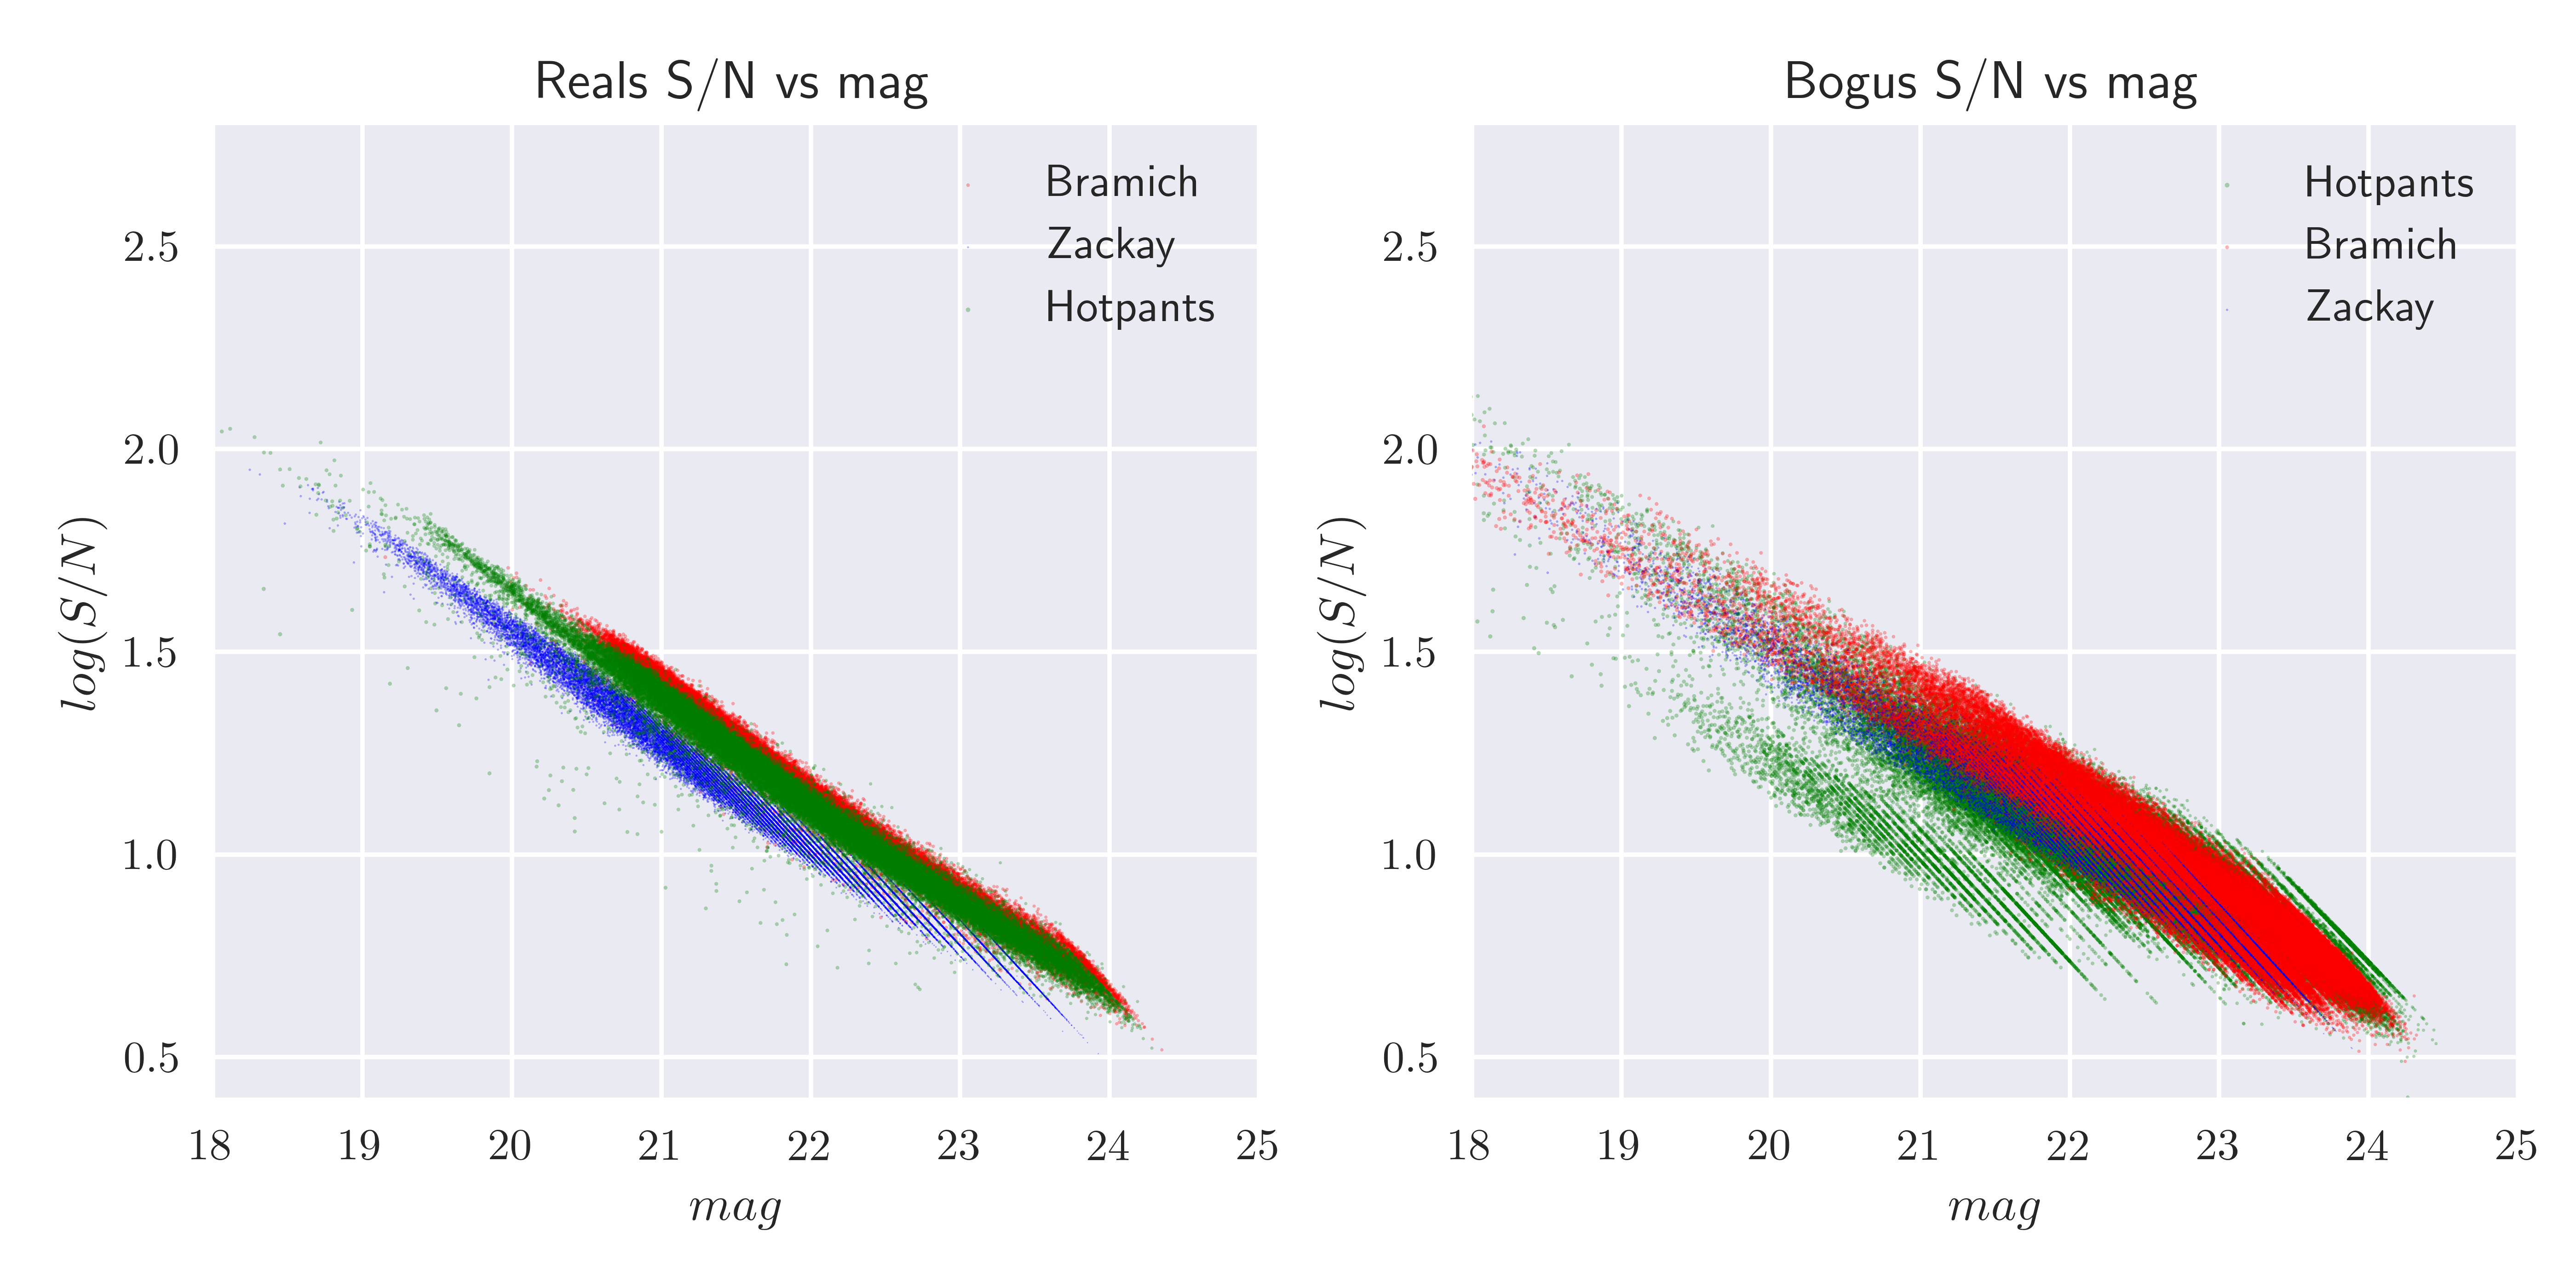 Reals S/N vs mag
Bramich
Zackay
Hotpants
2.5
2.0
1.5
1.0
0.5
log(S/N)
18 19 20 21 22 23 24 25
mag
Bogus S/N vs mag
Hotpants
Bramich
Zackay
2.5
2.0
1.5
1.0
0.5
log(S/N)
18 19 20 21 22 23 24 25
mag